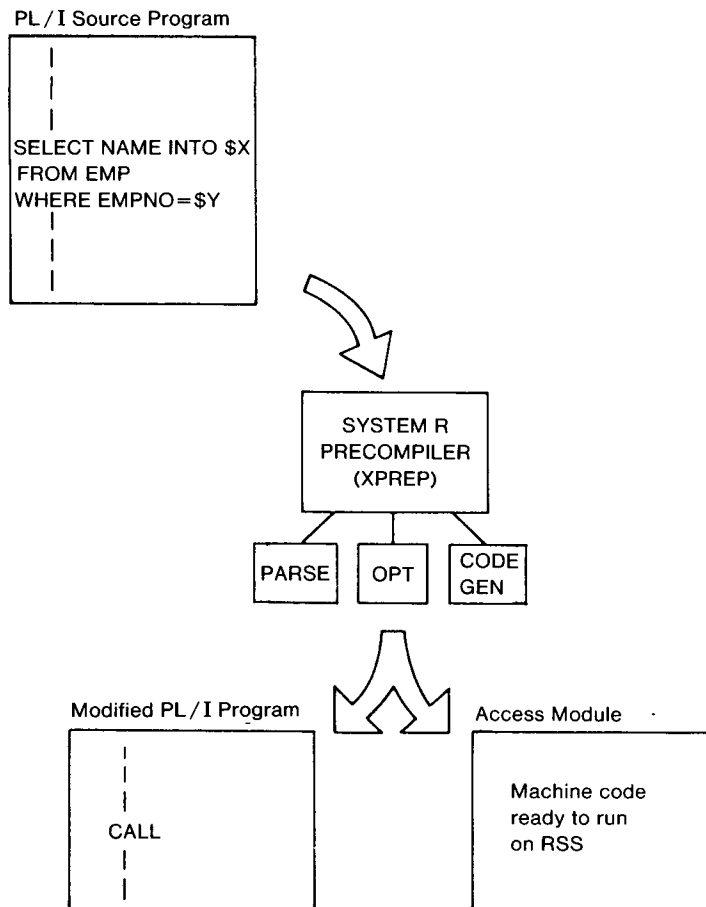 PL/I Source Program
SELECT NAME INTO $X
FROM EMP
WHERE EMPNO=$Y
SYSTEM R
PRECOMPILER
(XPREP)
PARSE
OPT
CODE
GEN
Modified PL/I Program
CALL
Access Module
Machine code
ready to run
on RSS